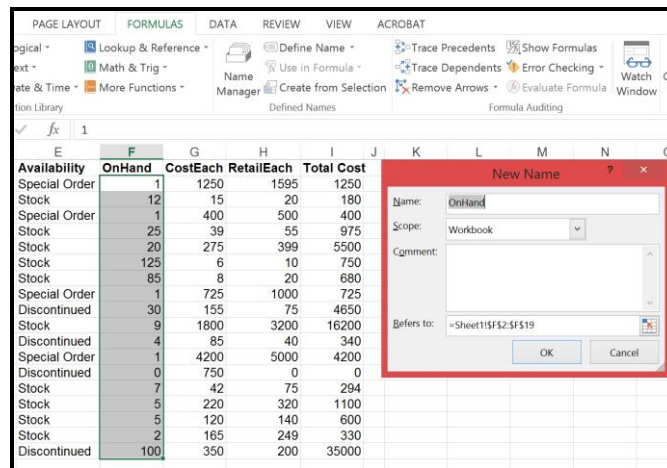 PAGE LAYOUT FORMULAS DATA REVIEW VIEW ACROBAT
ogical Lookup & Reference Define Name Trace Precedents Show Formulas
ext Math & Trig Name Use in Formula Trace Dependents Error Checking Watch
ate & Time More Functions Manager Create from Selection Remove Arrows Evaluate Formula Window
tion Library Defined Names Formula Auditing
fx 1
E F G H I J K L M N
Availability OnHand CostEach RetailEach Total Cost
Special Order 1 1250 1595 1250
Stock 12 15 20 180
Special Order 1 400 500 400
Stock 25 39 55 975
Stock 20 275 399 5500
Stock 125 6 10 750
Stock 85 8 20 680
Special Order 1 725 1000 725
Discontinued 30 155 75 4650
Stock 9 1800 3200 16200
Discontinued 4 85 40 340
Special Order 1 4200 5000 4200
Discontinued 0 750 0 0
Stock 7 42 75 294
Stock 5 220 320 1100
Stock 5 120 140 600
Stock 2 165 249 330
Discontinued 100 350 200 35000
New Name ? ×
Name: OnHand
Scope: Workbook
Comment:
Refers to: =Sheet1!$F$2:$F$19
OK Cancel